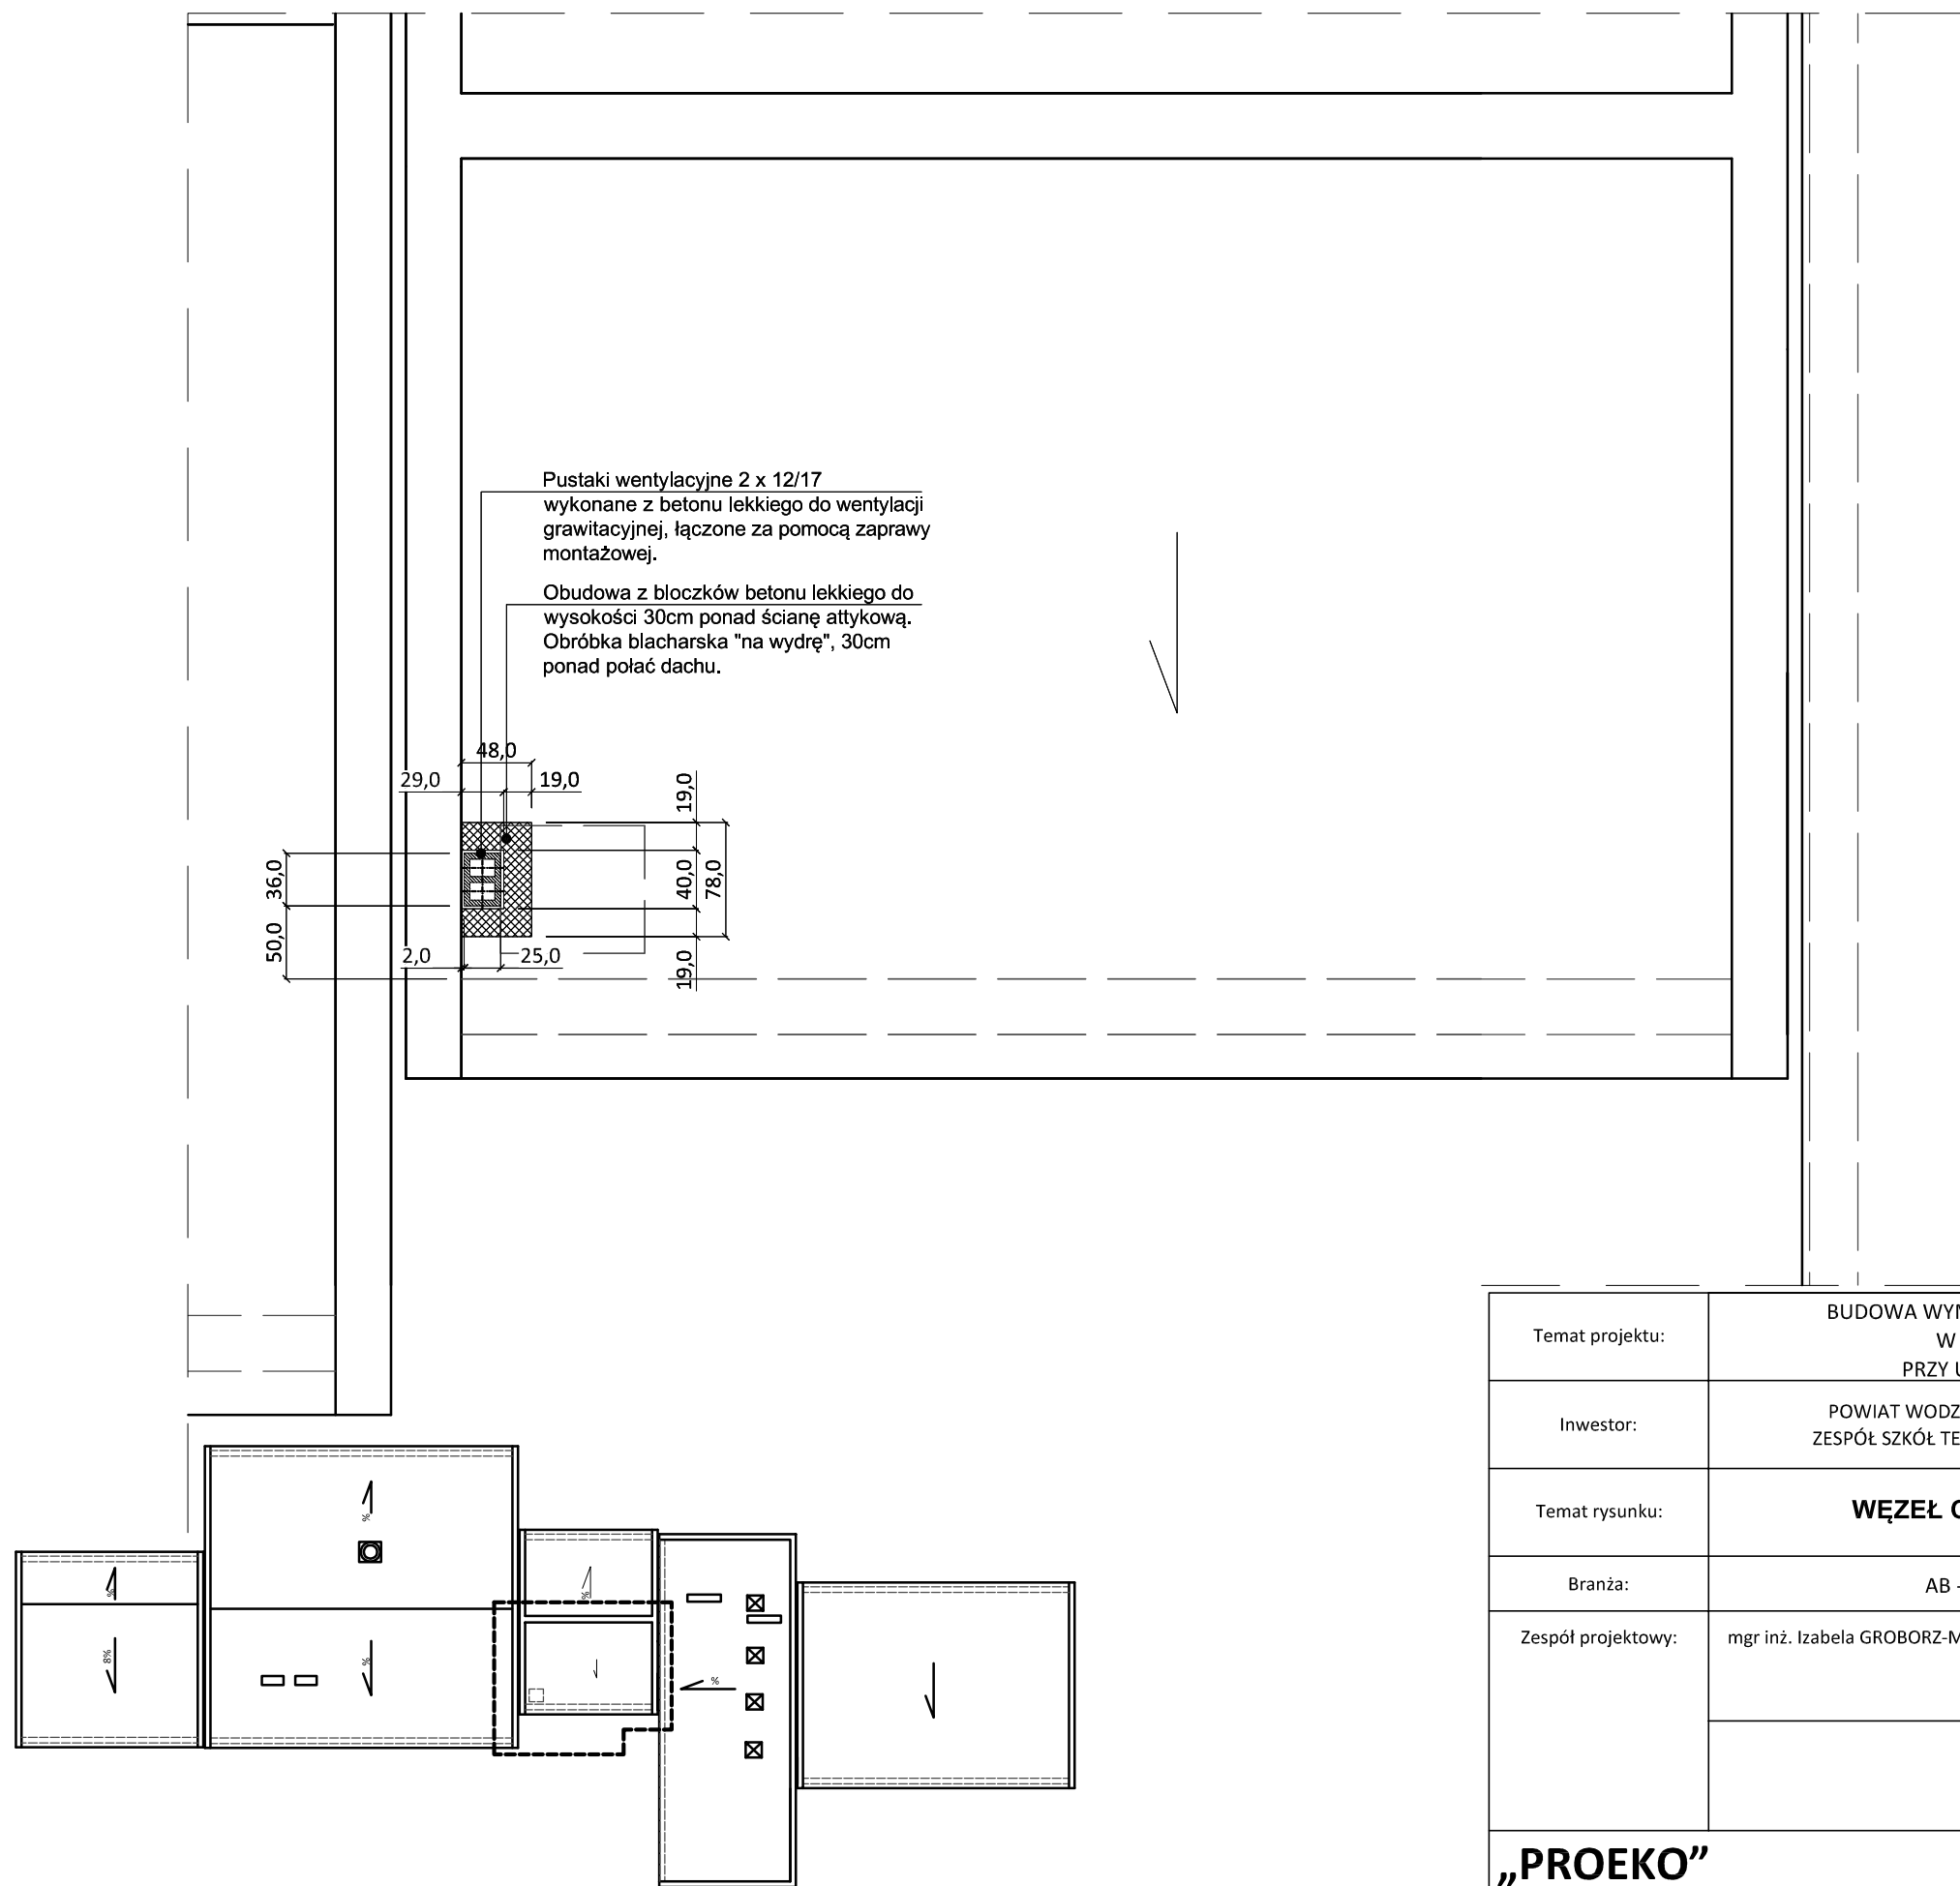 Pustaki wentylacyjne 2 x 12/17
wykonane z betonu lekkiego do wentylacji
grawitacyjnej, łączone za pomocą zaprawy
montażowej.
Obudowa z bloczków betonu lekkiego do
wysokości 30cm ponad ścianę attykową.
Obróbka blacharska "na wydrę", 30cm
ponad połać dachu.
48,0
29,0
19,0
19,0
36,0
40,0
78,0
50,0
2,0
25,0
19,0
Temat projektu:
BUDOWA WYM
W
PRZY U
Inwestor:
POWIAT WODZ
ZESPÓŁ SZKÓŁ TE
Temat rysunku:
WĘZEŁ C
Branża:
AB -
Zespół projektowy:
mgr inż. Izabela GROBORZ-M
„PROEKO”
%
%
%
8%
%
%